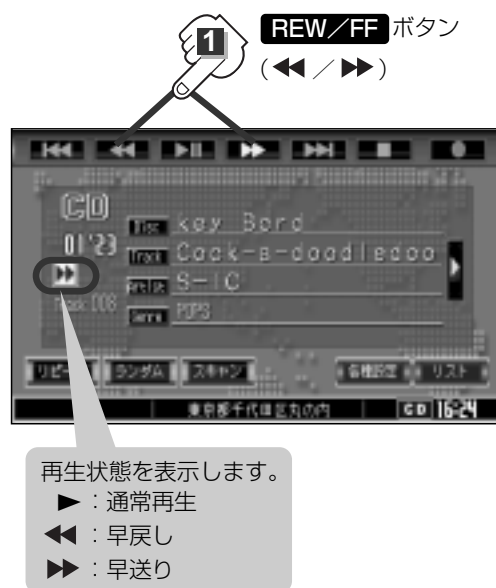 1
REW／FF ボタン
(◀◀ ／ ▶▶)
CD
01'23
Disc key Bord
Track Cock-a-doodledoo
Artist S-IC
Track 008
Genre POPS
リピート ランダム スキャン 各種設定 リスト
東京都千代田区丸の内 CD 16:24
再生状態を表示します。
▶：通常再生
◀◀：早戻し
▶▶：早送り